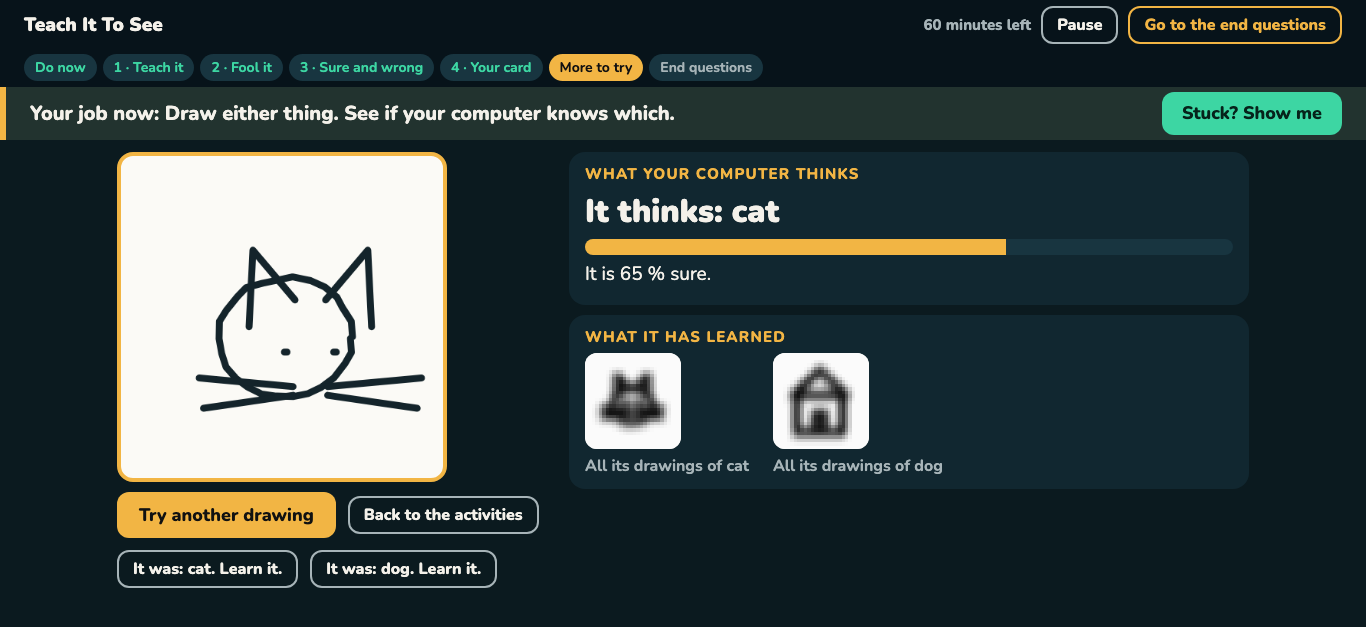 Teach It To See
60 minutes left
Pause
Go to the end questions
Do now
1 · Teach it
2 · Fool it
3 · Sure and wrong
4 · Your card
More to try
End questions
Your job now: Draw either thing. See if your computer knows which.
Stuck? Show me
WHAT YOUR COMPUTER THINKS
It thinks: cat
It is 65 % sure.
WHAT IT HAS LEARNED
All its drawings of cat
All its drawings of dog
Try another drawing
Back to the activities
It was: cat. Learn it.
It was: dog. Learn it.